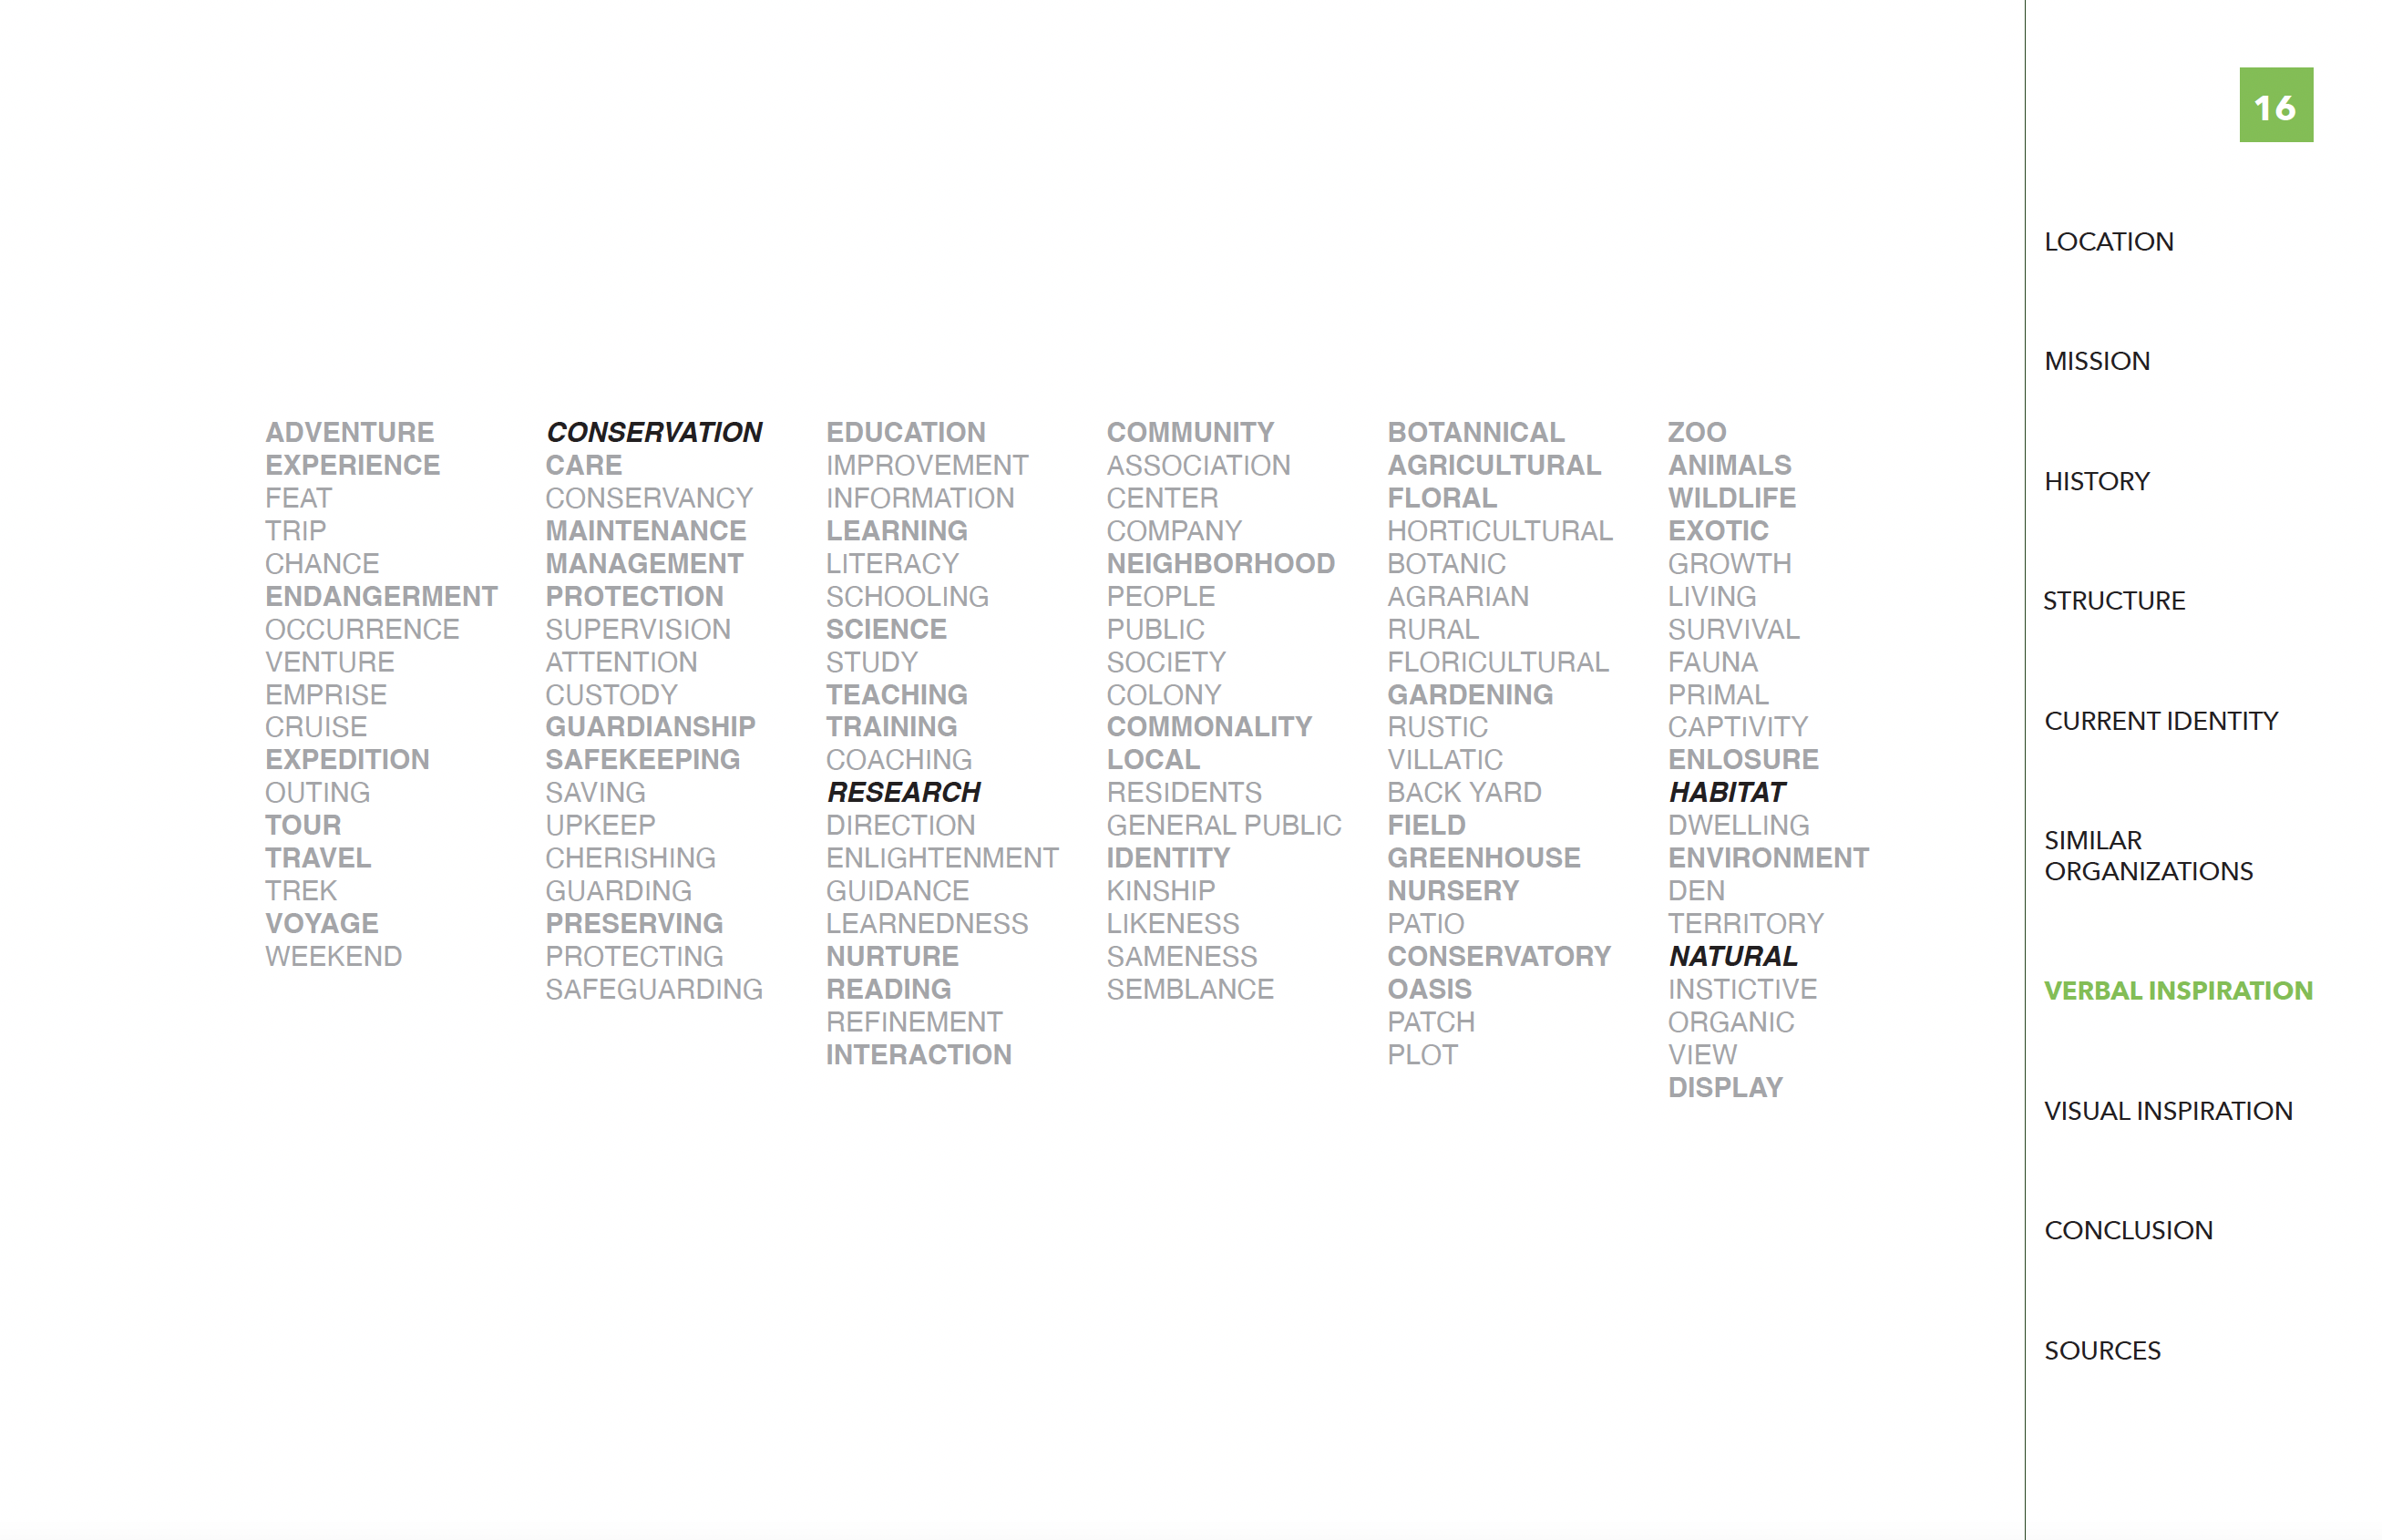 ADVENTURE
EXPERIENCE
FEAT
TRIP
CHANCE
ENDANGERMENT
OCCURRENCE
VENTURE
EMPRISE
CRUISE
EXPEDITION
OUTING
TOUR
TRAVEL
TREK
VOYAGE
WEEKEND
CONSERVATION
CARE
CONSERVANCY
MAINTENANCE
MANAGEMENT
PROTECTION
SUPERVISION
ATTENTION
CUSTODY
GUARDIANSHIP
SAFEKEEPING
SAVING
UPKEEP
CHERISHING
GUARDING
PRESERVING
PROTECTING
SAFEGUARDING
EDUCATION
IMPROVEMENT
INFORMATION
LEARNING
LITERACY
SCHOOLING
SCIENCE
STUDY
TEACHING
TRAINING
COACHING
RESEARCH
DIRECTION
ENLIGHTENMENT
GUIDANCE
LEARNEDNESS
NURTURE
READING
REFINEMENT
INTERACTION
COMMUNITY
ASSOCIATION
CENTER
COMPANY
NEIGHBORHOOD
PEOPLE
PUBLIC
SOCIETY
COLONY
COMMONALITY
LOCAL
RESIDENTS
GENERAL PUBLIC
IDENTITY
KINSHIP
LIKENESS
SAMENESS
SEMBLANCE
BOTANNICAL
AGRICULTURAL
FLORAL
HORTICULTURAL
BOTANIC
AGRARIAN
RURAL
FLORICULTURAL
GARDENING
RUSTIC
VILLATIC
BACK YARD
FIELD
GREENHOUSE
NURSERY
PATIO
CONSERVATORY
OASIS
PATCH
PLOT
ZOO
ANIMALS
WILDLIFE
EXOTIC
GROWTH
LIVING
SURVIVAL
FAUNA
PRIMAL
CAPTIVITY
ENLOSURE
HABITAT
DWELLING
ENVIRONMENT
DEN
TERRITORY
NATURAL
INSTICTIVE
ORGANIC
VIEW
DISPLAY
16
LOCATION
MISSION
HISTORY
STRUCTURE
CURRENT IDENTITY
SIMILAR
ORGANIZATIONS
VERBAL INSPIRATION
VISUAL INSPIRATION
CONCLUSION
SOURCES